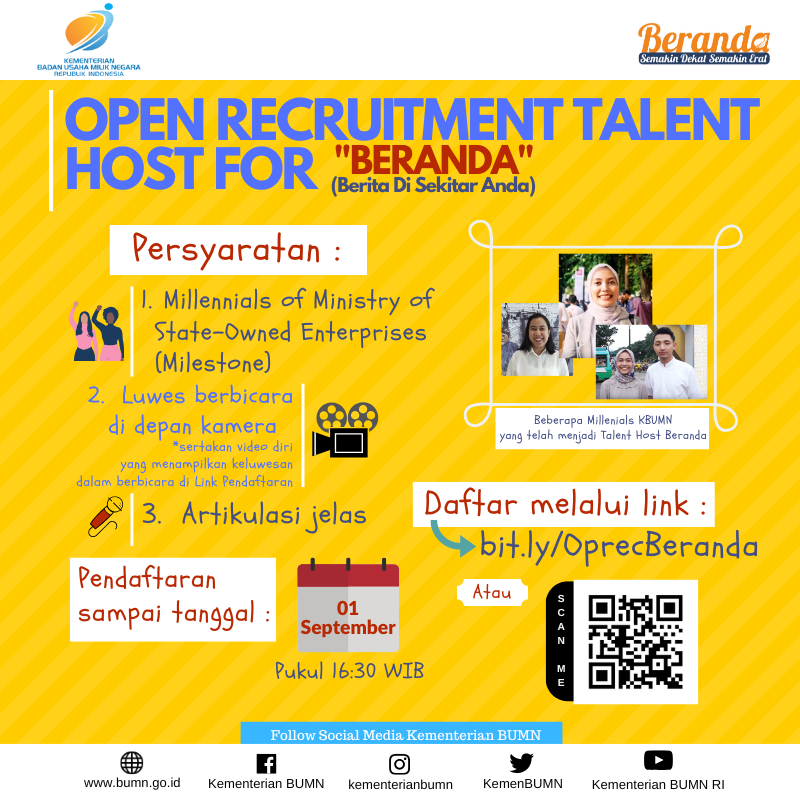 KEMENTERIAN
BADAN USAHA MILIK NEGARA
REPUBLIK INDONESIA
Beranda
Semakin Dekat Semakin Erat
OPEN RECRUITMENT TALENT
HOST FOR "BERANDA"
(Berita Di Sekitar Anda)
Persyaratan :
1. Millennials of Ministry of
State-Owned Enterprises
(Milestone)
2. Luwes berbicara
di depan kamera
*sertakan video diri
yang menampilkan keluwesan
dalam berbicara di Link Pendaftaran
3. Artikulasi jelas
Beberapa Millenials KBUMN
yang telah menjadi Talent Host Beranda
Daftar melalui link :
bit.ly/OprecBeranda
Atau
SCAN ME
Pendaftaran
sampai tanggal :
01
September
Pukul 16:30 WIB
Follow Social Media Kementerian BUMN
www.bumn.go.id
Kementerian BUMN
kementerianbumn
KemenBUMN
Kementerian BUMN RI